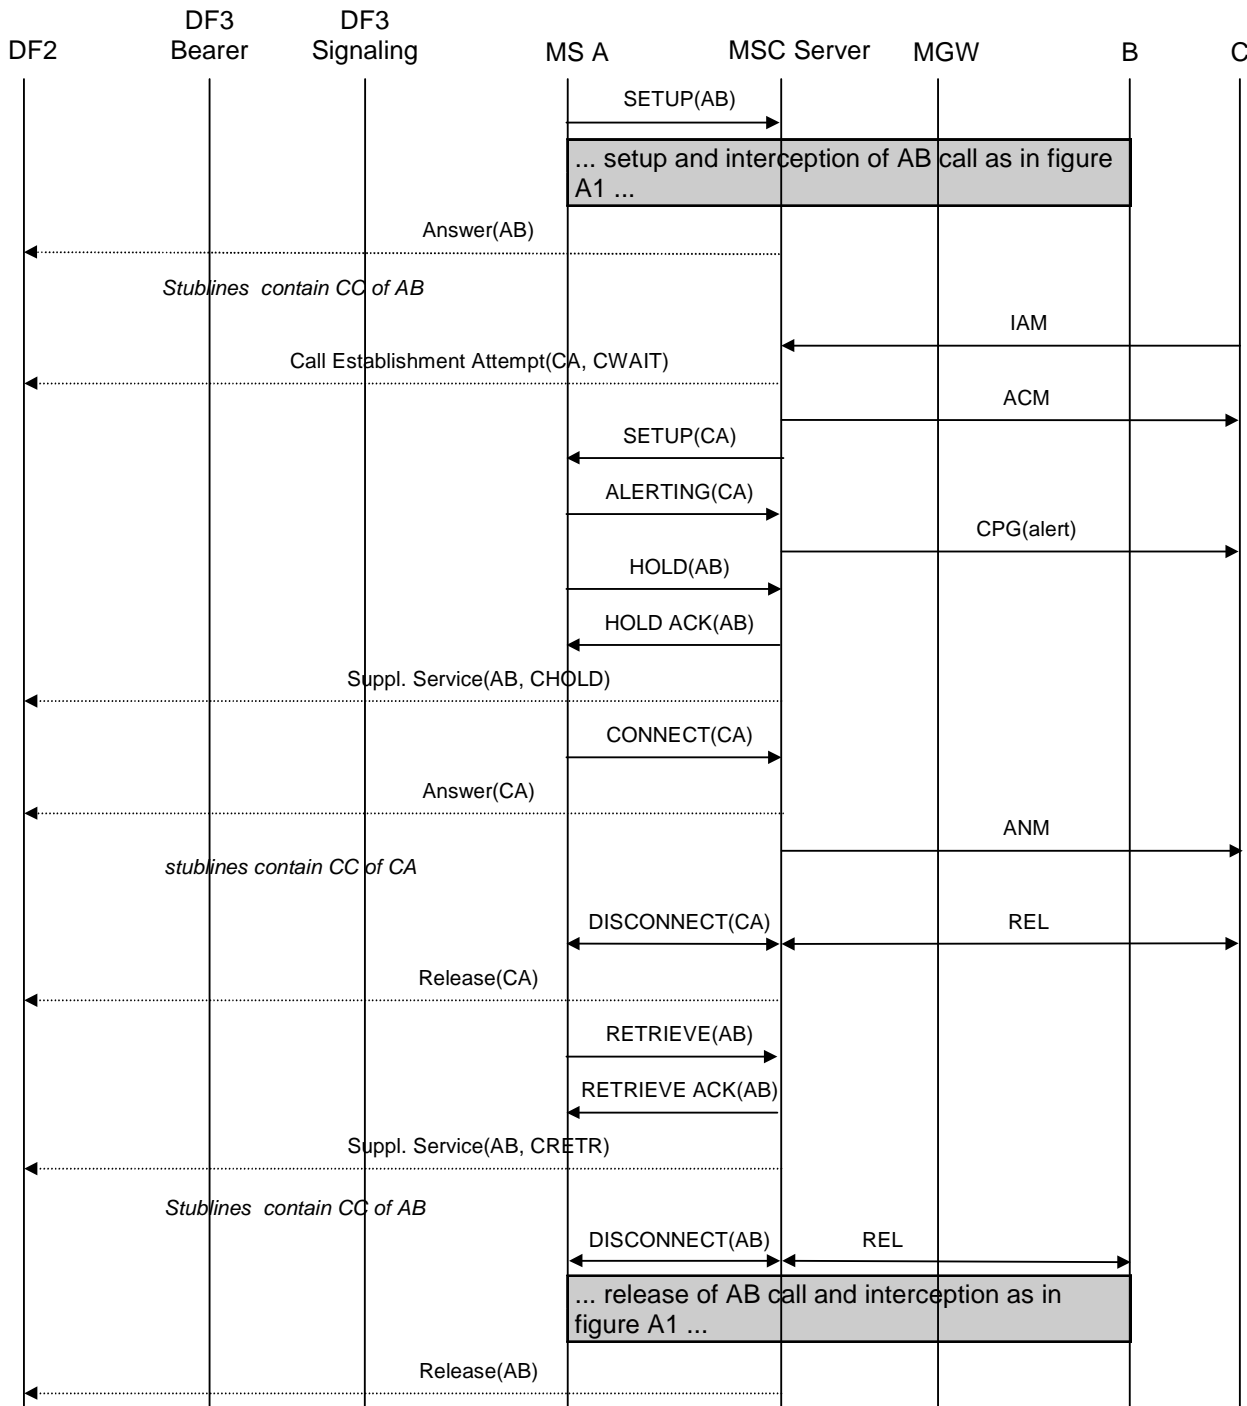 DF2
DF3
Bearer
DF3
Signaling
MS A
MSC Server
MGW
B
C
SETUP(AB)
... setup and interception of AB call as in figure
A1 ...
Answer(AB)
Stublines contain CC of AB
IAM
Call Establishment Attempt(CA, CWAIT)
ACM
SETUP(CA)
ALERTING(CA)
CPG(alert)
HOLD(AB)
HOLD ACK(AB)
Suppl. Service(AB, CHOLD)
CONNECT(CA)
Answer(CA)
ANM
stublines contain CC of CA
DISCONNECT(CA)
REL
Release(CA)
RETRIEVE(AB)
RETRIEVE ACK(AB)
Suppl. Service(AB, CRETR)
Stublines contain CC of AB
DISCONNECT(AB)
REL
... release of AB call and interception as in
figure A1 ...
Release(AB)